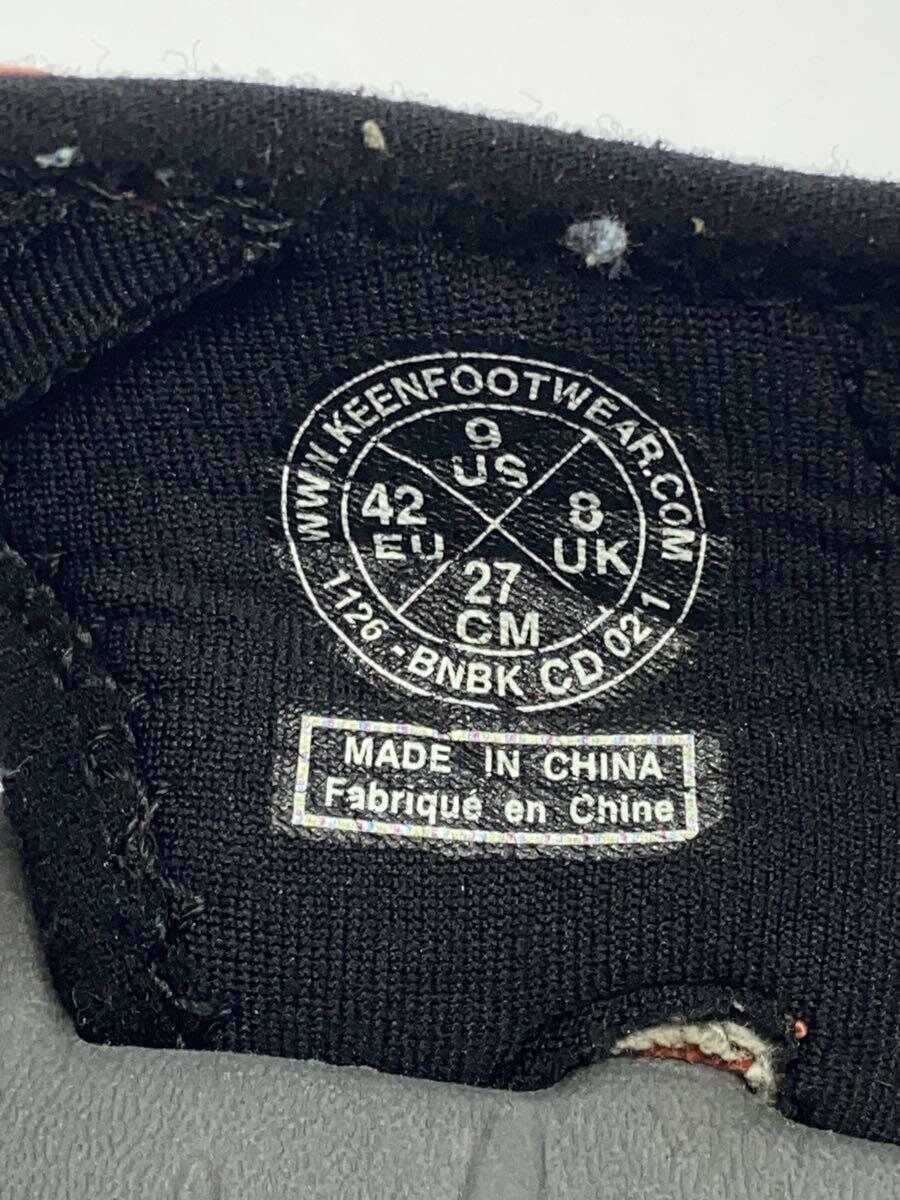 WWW.KEENFOOTWEAR.COM
9
US
42
EU
8
UK
27
CM
1126-BNBK CD 021
MADE IN CHINA
Fabriqué en Chine